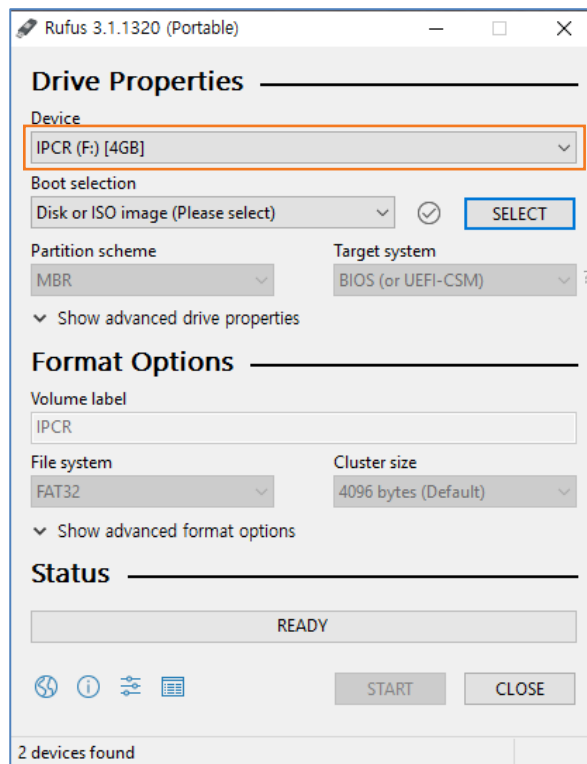 Rufus 3.1.1320 (Portable)
Drive Properties
Device
IPCR (F:) [4GB]
Boot selection
Disk or ISO image (Please select)
SELECT
Partition scheme
Target system
MBR
BIOS (or UEFI-CSM)
?
Show advanced drive properties
Format Options
Volume label
IPCR
File system
Cluster size
FAT32
4096 bytes (Default)
Show advanced format options
Status
READY
START
CLOSE
2 devices found